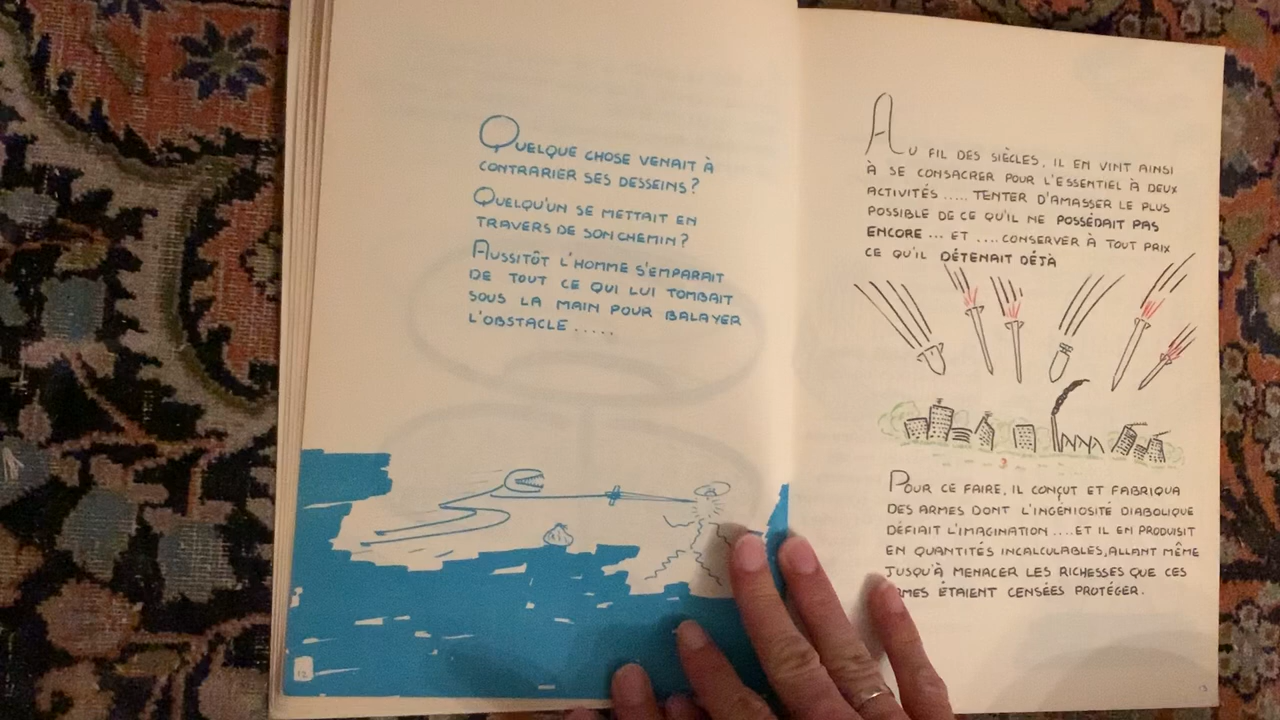 QUELQUE CHOSE VENAIT À
CONTRARIER SES DESSEINS?
QUELQU'UN SE METTAIT EN
TRAVERS DE SON CHEMIN?
AUSSITÔT L'HOMME S'EMPARAIT
DE TOUT CE QUI LUI TOMBAIT
SOUS LA MAIN POUR BALAYER
L'OBSTACLE.....
12
AU FIL DES SIÈCLES, IL EN VINT AINSI
À SE CONSACRER POUR L'ESSENTIEL À DEUX
ACTIVITÉS ..... TENTER D'AMASSER LE PLUS
POSSIBLE DE CE QU'IL NE POSSÉDAIT PAS
ENCORE ... ET .... CONSERVER À TOUT PRIX
CE QU'IL DÉTENAIT DÉJÀ
POUR CE FAIRE, IL CONÇUT ET FABRIQUA
DES ARMES DONT L'INGÉNIOSITÉ DIABOLIQUE
DÉFIAIT L'IMAGINATION ....ET IL EN PRODUISIT
EN QUANTITÉS INCALCULABLES, ALLANT MÊME
JUSQU'À MENACER LES RICHESSES QUE CES
ARMES ÉTAIENT CENSÉES PROTÉGER.
13